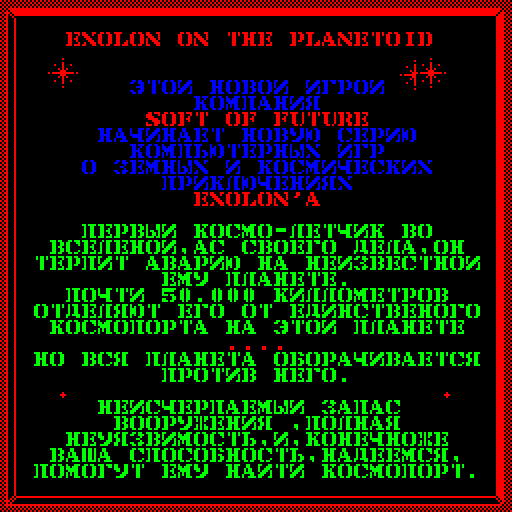 EXOLON ON THE PLANETOID
ЭТОЙ НОВОЙ ИГРОЙ
КОМПАНИЯ
SOFT OF FUTURE
НАЧИНАЕТ НОВУЮ СЕРИЮ
КОМПЬЮТЕРНЫХ ИГР
О ЗЕМНЫХ И КОСМИЧЕСКИХ
ПРИКЛЮЧЕНИЯХ
EXOLON'А
ПЕРВЫЙ КОСМО-ЛЕТЧИК ВО
ВСЕЛЕНОЙ,АС СВОЕГО ДЕЛА,ОН
ТЕРПИТ АВАРИЮ НА НЕИЗВЕСТНОЙ
ЕМУ ПЛАНЕТЕ.
ПОЧТИ 50.000 КИЛЛОМЕТРОВ
ОТДЕЛЯЮТ ЕГО ОТ ЕДИНСТВЕНОГО
КОСМОПОРТА НА ЭТОЙ ПЛАНЕТЕ
....
НО ВСЯ ПЛАНЕТА ОБОРАЧИВАЕТСЯ
ПРОТИВ НЕГО.
НЕИСЧЕРПАЕМЫЙ ЗАПАС
ВООРУЖЕНИЯ ,ПОЛНАЯ
НЕУЯЗВИМОСТЬ,И,КОНЕЧНОЖЕ
ВАША СПОСОБНОСТЬ,НАДЕЕМСЯ,
ПОМОГУТ ЕМУ НАЙТИ КОСМОПОРТ.